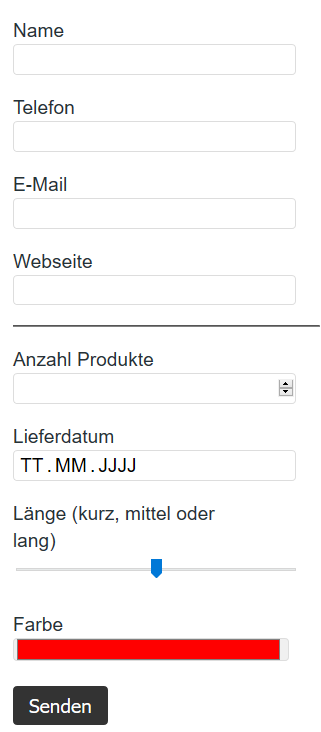 Name
Telefon
E-Mail
Webseite
Anzahl Produkte
Lieferdatum
TT.MM.JJJJ
Länge (kurz, mittel oder
lang)
Farbe
Senden